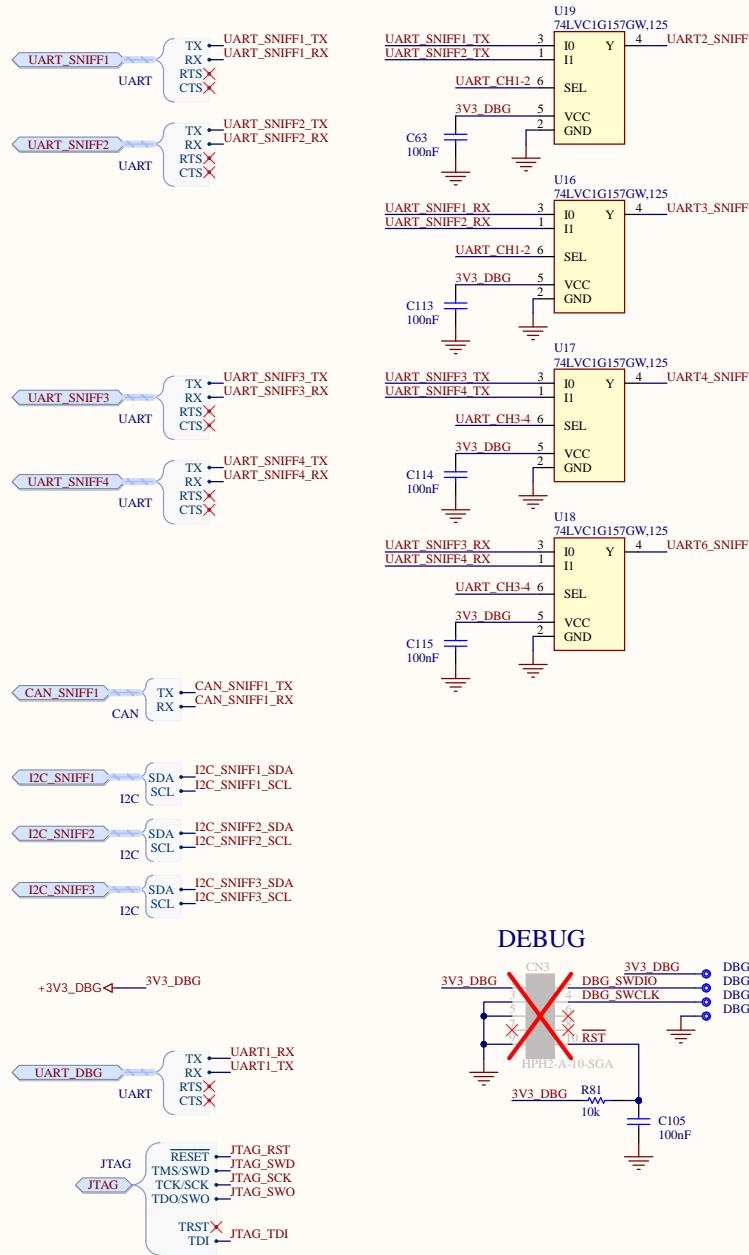 UART_SNIFF1
UART
TX UART_SNIFF1_TX
RX UART_SNIFF1_RX
RTS
CTS
UART_SNIFF2
UART
TX UART_SNIFF2_TX
RX UART_SNIFF2_RX
RTS
CTS
UART_SNIFF3
UART
TX UART_SNIFF3_TX
RX UART_SNIFF3_RX
RTS
CTS
UART_SNIFF4
UART
TX UART_SNIFF4_TX
RX UART_SNIFF4_RX
RTS
CTS
CAN_SNIFF1
CAN
TX CAN_SNIFF1_TX
RX CAN_SNIFF1_RX
I2C_SNIFF1
I2C
SDA I2C_SNIFF1_SDA
SCL I2C_SNIFF1_SCL
I2C_SNIFF2
I2C
SDA I2C_SNIFF2_SDA
SCL I2C_SNIFF2_SCL
I2C_SNIFF3
I2C
SDA I2C_SNIFF3_SDA
SCL I2C_SNIFF3_SCL
+3V3_DBG 3V3_DBG
UART_DBG
UART
TX UART1_RX
RX UART1_TX
RTS
CTS
JTAG
JTAG
RESET JTAG_RST
TMS/SWD JTAG_SWD
TCK/SCK JTAG_SCK
TDO/SWO JTAG_SWO
TRST
TDI JTAG_TDI
U19
74LVC1G157GW,125
UART_SNIFF1_TX 3 I0 Y 4 UART2_SNIFF
UART_SNIFF2_TX 1 I1
UART_CH1-2 6 SEL
3V3_DBG 5 VCC
2 GND
C63
100nF
U16
74LVC1G157GW,125
UART_SNIFF1_RX 3 I0 Y 4 UART3_SNIFF
UART_SNIFF2_RX 1 I1
UART_CH1-2 6 SEL
3V3_DBG 5 VCC
2 GND
C113
100nF
U17
74LVC1G157GW,125
UART_SNIFF3_TX 3 I0 Y 4 UART4_SNIFF
UART_SNIFF4_TX 1 I1
UART_CH3-4 6 SEL
3V3_DBG 5 VCC
2 GND
C114
100nF
U18
74LVC1G157GW,125
UART_SNIFF3_RX 3 I0 Y 4 UART6_SNIFF
UART_SNIFF4_RX 1 I1
UART_CH3-4 6 SEL
3V3_DBG 5 VCC
2 GND
C115
100nF
DEBUG
CN3
3V3_DBG
DBG_SWDIO
3 4 DBG_SWCLK
5 6
7
9 10 RST
HPH2-A-10-SGA
3V3_DBG DBG
DBG
DBG
DBG
3V3_DBG R81
10k
C105
100nF